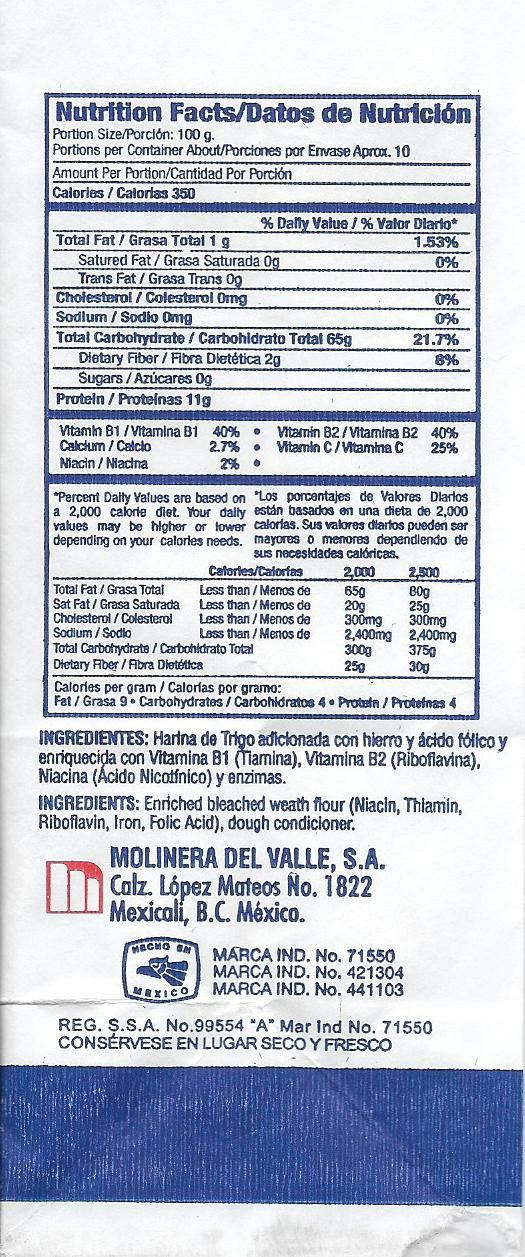 Nutrition Facts/Datos de Nutrición
Portion Size/Porción: 100 g.
Portions per Container About/Porciones por Envase Aprox. 10
Amount Per Portion/Cantidad Por Porción
Calories / Calorias 350
% Daily Value / % Valor Diario*
Total Fat / Grasa Total 1 g 1.53%
Satured Fat / Grasa Saturada 0g 0%
Trans Fat / Grasa Trans 0g
Cholesterol / Colesterol 0mg 0%
Sodium / Sodio 0mg 0%
Total Carbohydrate / Carbohidrato Total 65g 21.7%
Dietary Fiber / Fibra Dietética 2g 8%
Sugars / Azúcares 0g
Protein / Proteínas 11g
Vitamin B1 / Vitamina B1 40% • Vitamin B2 / Vitamina B2 40%
Calcium / Calcio 2.7% • Vitamin C / Vitamina C 25%
Niacin / Niacina 2% •
*Percent Daily Values are based on
a 2,000 calorie diet. Your daily
values may be higher or lower
depending on your calories needs.
*Los porcentajes de Valores Diarios
están basados en una dieta de 2,000
calorías. Sus valores diarios pueden ser
mayores o menores dependiendo de
sus necesidades calóricas.
Calories/Calorías 2,000 2,500
Total Fat / Grasa Total Less than / Menos de 65g 80g
Sat Fat / Grasa Saturada Less than / Menos de 20g 25g
Cholesterol / Colesterol Less than / Menos de 300mg 300mg
Sodium / Sodio Less than / Menos de 2,400mg 2,400mg
Total Carbohydrate / Carbohidrato Total 300g 375g
Dietary Fiber / Fibra Dietética 25g 30g
Calories per gram / Calorías por gramo:
Fat / Grasa 9 • Carbohydrates / Carbohidratos 4 • Protein / Proteínas 4
INGREDIENTES: Harina de Trigo adicionada con hierro y ácido fólico y
enriquecida con Vitamina B1 (Tiamina), Vitamina B2 (Riboflavina),
Niacina (Ácido Nicotínico) y enzimas.
INGREDIENTS: Enriched bleached weath flour (Niacin, Thiamin,
Riboflavin, Iron, Folic Acid), dough condicioner.
m
MOLINERA DEL VALLE, S.A.
Calz. López Mateos No. 1822
Mexicali, B.C. México.
HECHO EN
MEXICO
MARCA IND. No. 71550
MARCA IND. No. 421304
MARCA IND. No. 441103
REG. S.S.A. No.99554 "A" Mar Ind No. 71550
CONSÉRVESE EN LUGAR SECO Y FRESCO